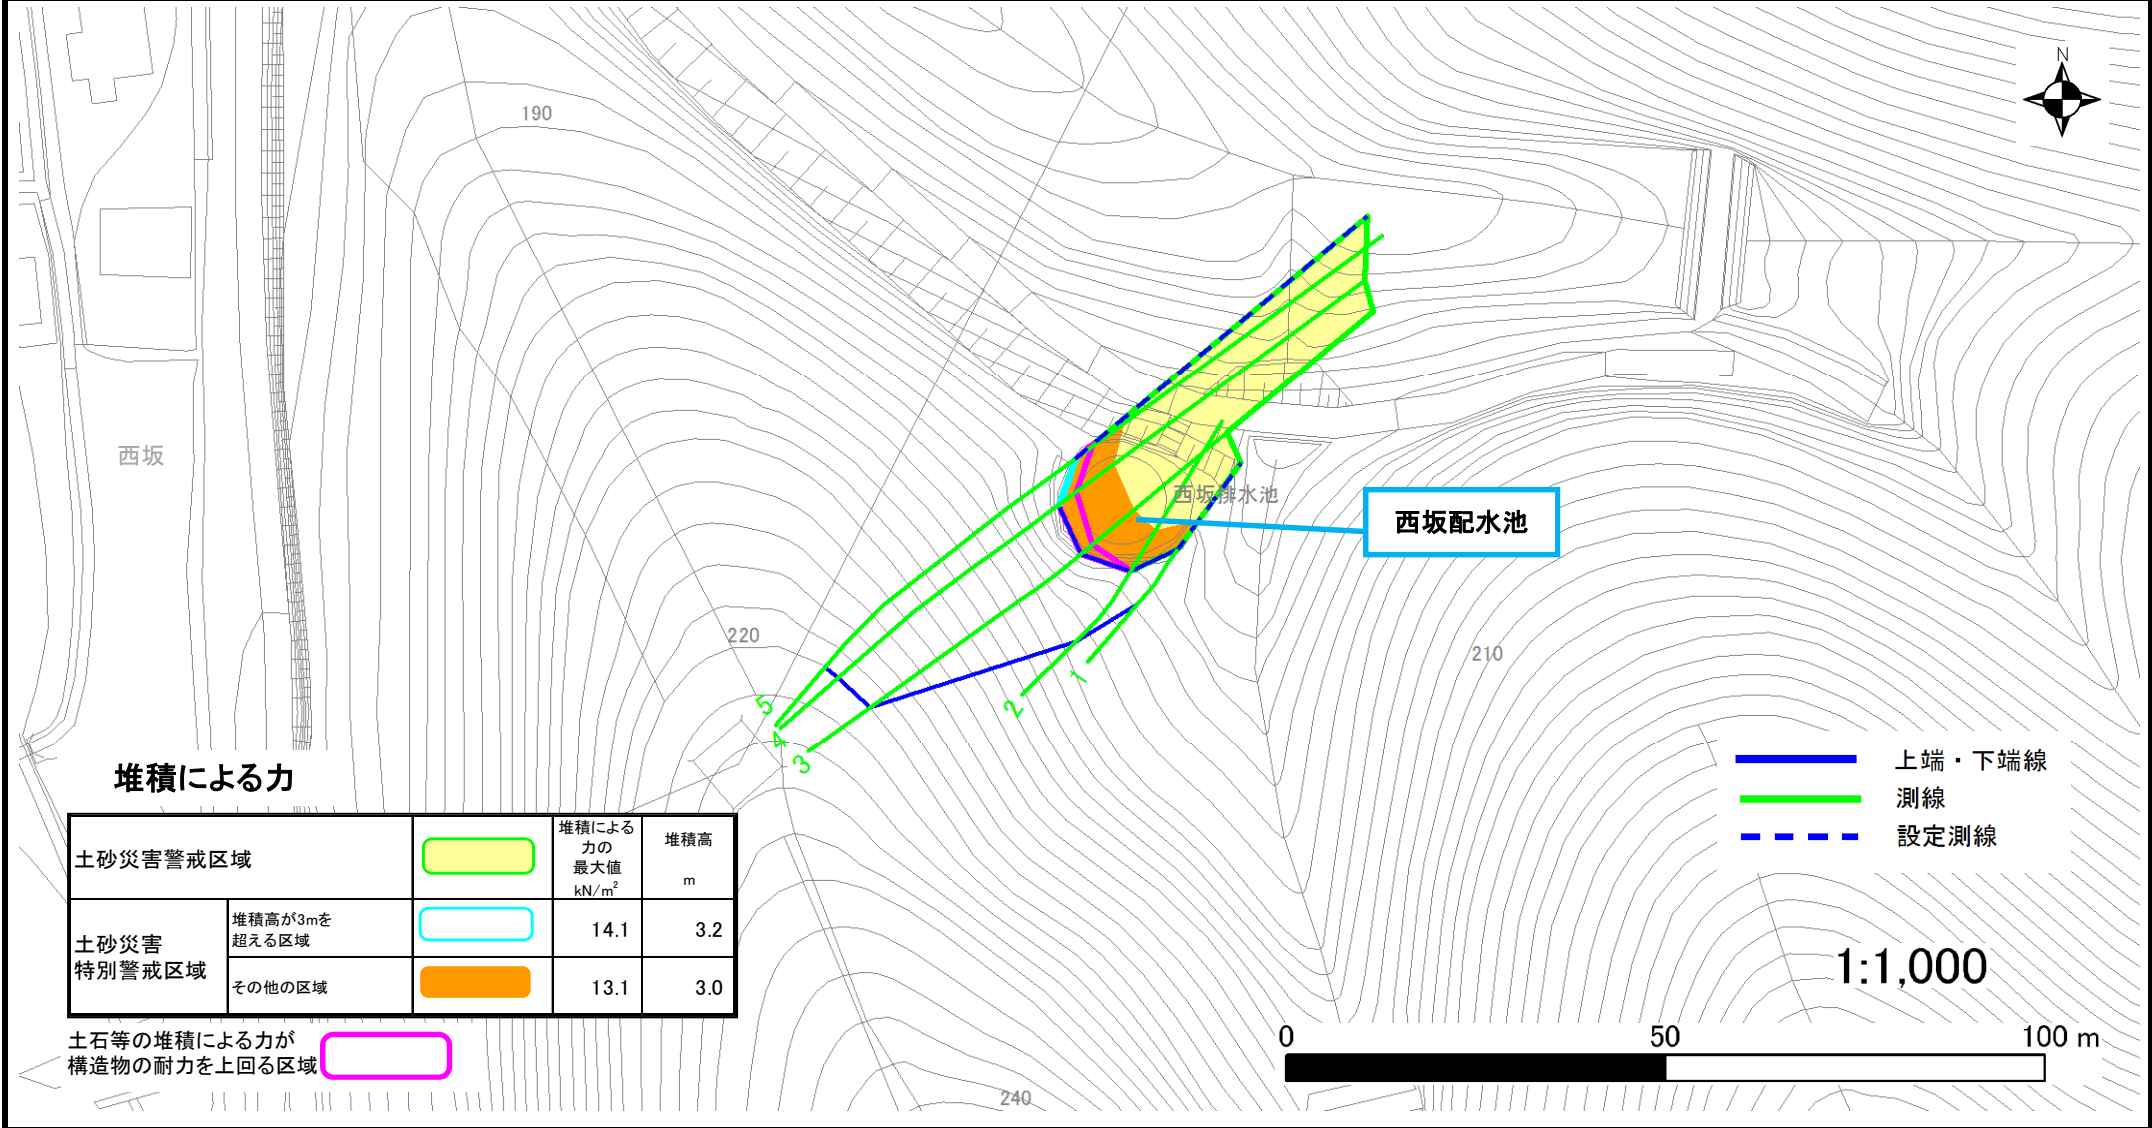 N
190
西坂
西坂排水池
西坂配水池
220
210
5
4
3
2
1
240
上端・下端線
測線
設定測線
1:1,000
0 50 100 m
堆積による力
土砂災害警戒区域
堆積による
力の
最大値
kN/m²
堆積高
m
土砂災害
特別警戒区域
堆積高が3mを
超える区域
14.1 3.2
その他の区域
13.1 3.0
土石等の堆積による力が
構造物の耐力を上回る区域